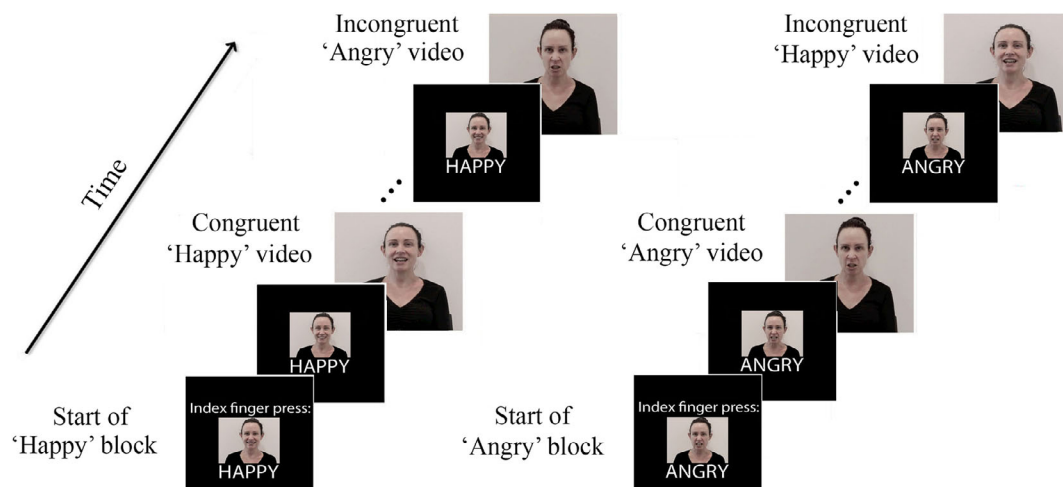 Incongruent
‘Angry’ video
HAPPY
Time
Congruent
‘Happy’ video
HAPPY
Start of
‘Happy’ block
Index finger press:
HAPPY
Incongruent
‘Happy’ video
ANGRY
Congruent
‘Angry’ video
ANGRY
Start of
‘Angry’ block
Index finger press:
ANGRY